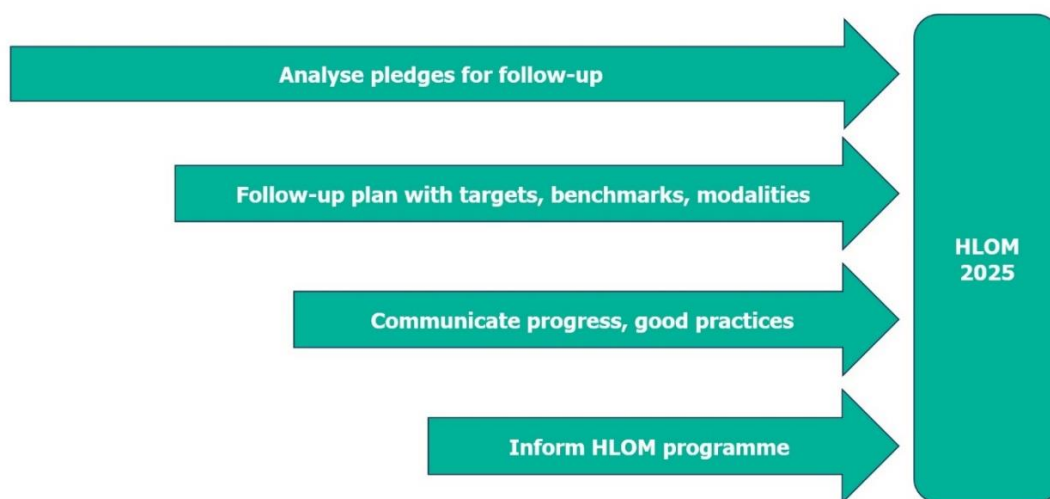 Analyse pledges for follow-up
Follow-up plan with targets, benchmarks, modalities
Communicate progress, good practices
Inform HLOM programme
HLOM
2025